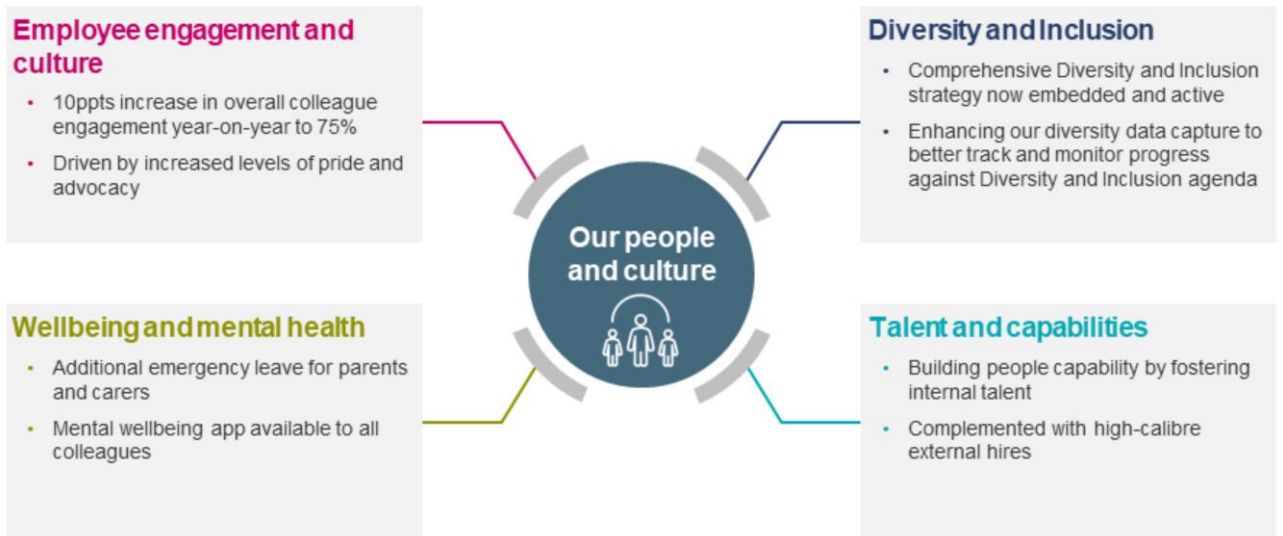 Employee engagement and
culture
• 10ppts increase in overall colleague
engagement year-on-year to 75%
• Driven by increased levels of pride and
advocacy
Diversity and Inclusion
• Comprehensive Diversity and Inclusion
strategy now embedded and active
• Enhancing our diversity data capture to
better track and monitor progress
against Diversity and Inclusion agenda
Our people
and culture
Wellbeing and mental health
• Additional emergency leave for parents
and carers
• Mental wellbeing app available to all
colleagues
Talent and capabilities
• Building people capability by fostering
internal talent
• Complemented with high-calibre
external hires